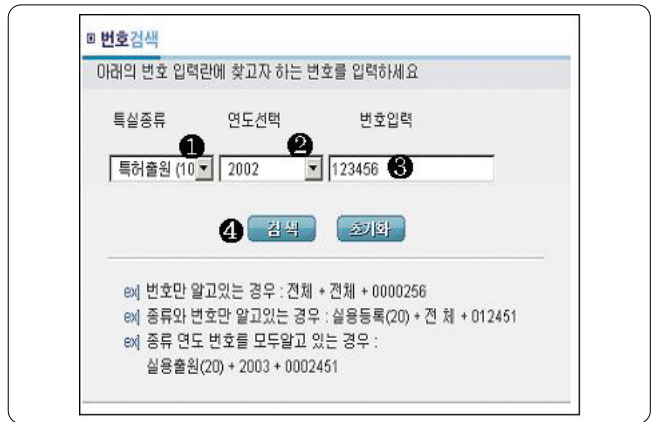 번호검색
아래의 번호 입력란에 찾고자 하는 번호를 입력하세요
특실종류 연도선택 번호입력
❶ ❷
특허출원 (10 2002 123456 ❸
❹ 검색 초기화
ex) 번호만 알고있는 경우 : 전체 + 전체 + 0000256
ex) 종류와 번호만 알고있는 경우 : 실용등록(20) + 전 체 + 012451
ex) 종류 연도 번호를 모두알고 있는 경우 :
실용출원(20) + 2003 + 0002451